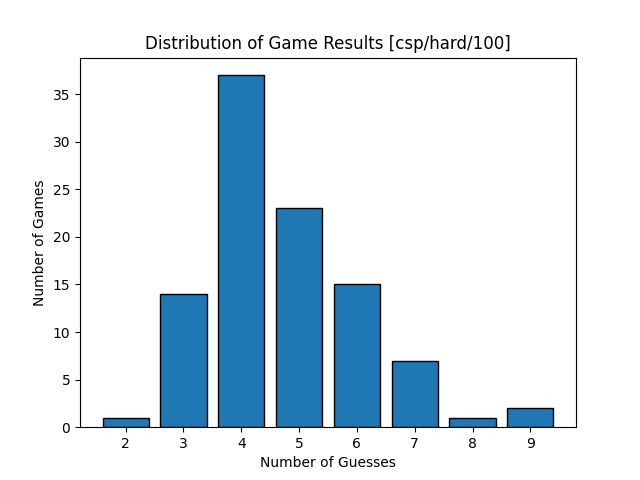 Distribution of Game Results [csp/hard/100]
Number of Games
35
30
25
20
15
10
5
0
2 3 4 5 6 7 8 9
Number of Guesses